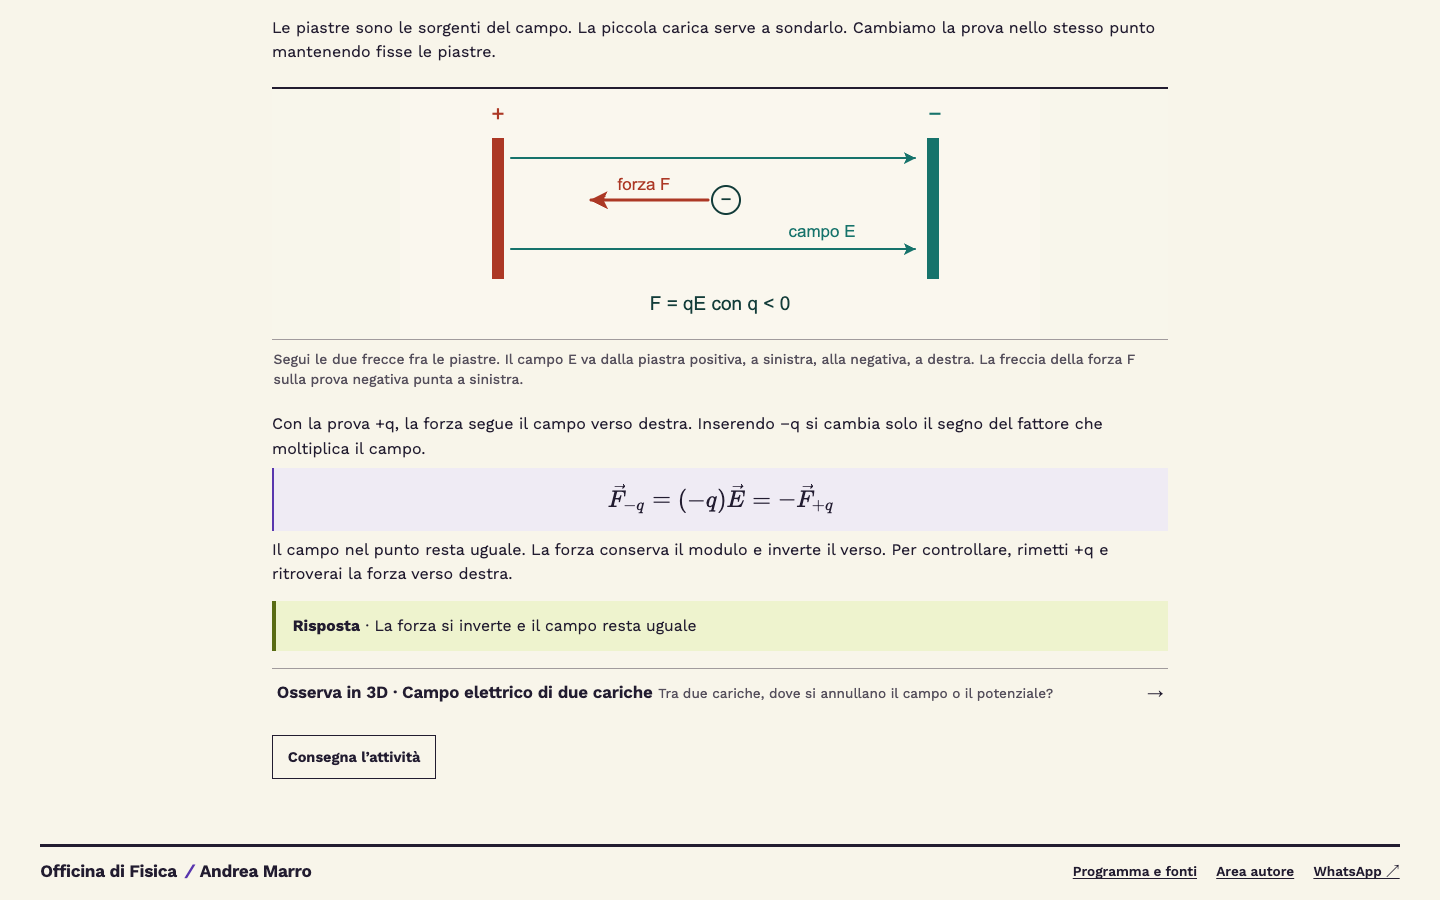 Le piastre sono le sorgenti del campo. La piccola carica serve a sondarlo. Cambiamo la prova nello stesso punto
mantenendo fisse le piastre.
+ −
forza F
−
campo E
F = qE con q < 0
Segui le due frecce fra le piastre. Il campo E va dalla piastra positiva, a sinistra, alla negativa, a destra. La freccia della forza F
sulla prova negativa punta a sinistra.
Con la prova +q, la forza segue il campo verso destra. Inserendo −q si cambia solo il segno del fattore che
moltiplica il campo.
F⃗₋q = (−q)E⃗ = −F⃗₊q
Il campo nel punto resta uguale. La forza conserva il modulo e inverte il verso. Per controllare, rimetti +q e
ritroverai la forza verso destra.
Risposta · La forza si inverte e il campo resta uguale
Osserva in 3D · Campo elettrico di due cariche Tra due cariche, dove si annullano il campo o il potenziale? →
Consegna l’attività
Officina di Fisica / Andrea Marro
Programma e fonti Area autore WhatsApp ↗